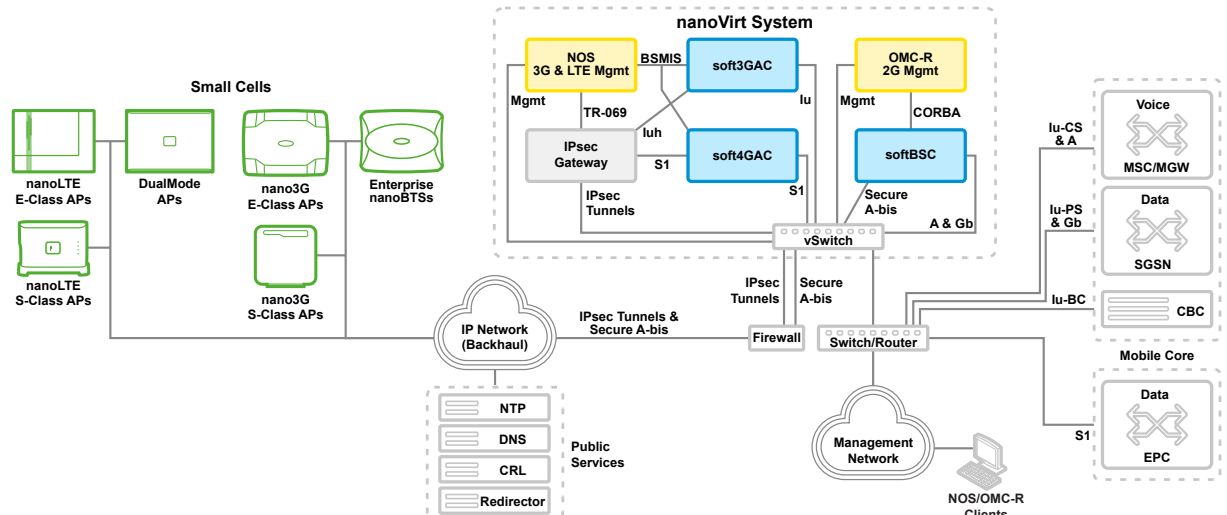 nanoVirt System
NOS
3G & LTE Mgmt
BSMIS
soft3GAC
OMC-R
2G Mgmt
Mgmt
TR-069
Iuh
Iu
Mgmt
CORBA
IPsec
Gateway
S1
soft4GAC
softBSC
IPsec
Tunnels
S1
Secure
A-bis
A & Gb
vSwitch
Small Cells
nanoLTE
E-Class APs
DualMode
APs
nano3G
E-Class APs
Enterprise
nanoBTSs
nanoLTE
S-Class APs
nano3G
S-Class APs
IP Network
(Backhaul)
IPsec Tunnels &
Secure A-bis
IPsec
Tunnels
Secure
A-bis
Firewall
Switch/Router
Iu-CS
& A
Voice
MSC/MGW
Iu-PS
& Gb
Data
SGSN
Iu-BC
CBC
Mobile Core
Data
EPC
S1
NTP
DNS
CRL
Redirector
Public
Services
Management
Network
NOS/OMC-R
Clients